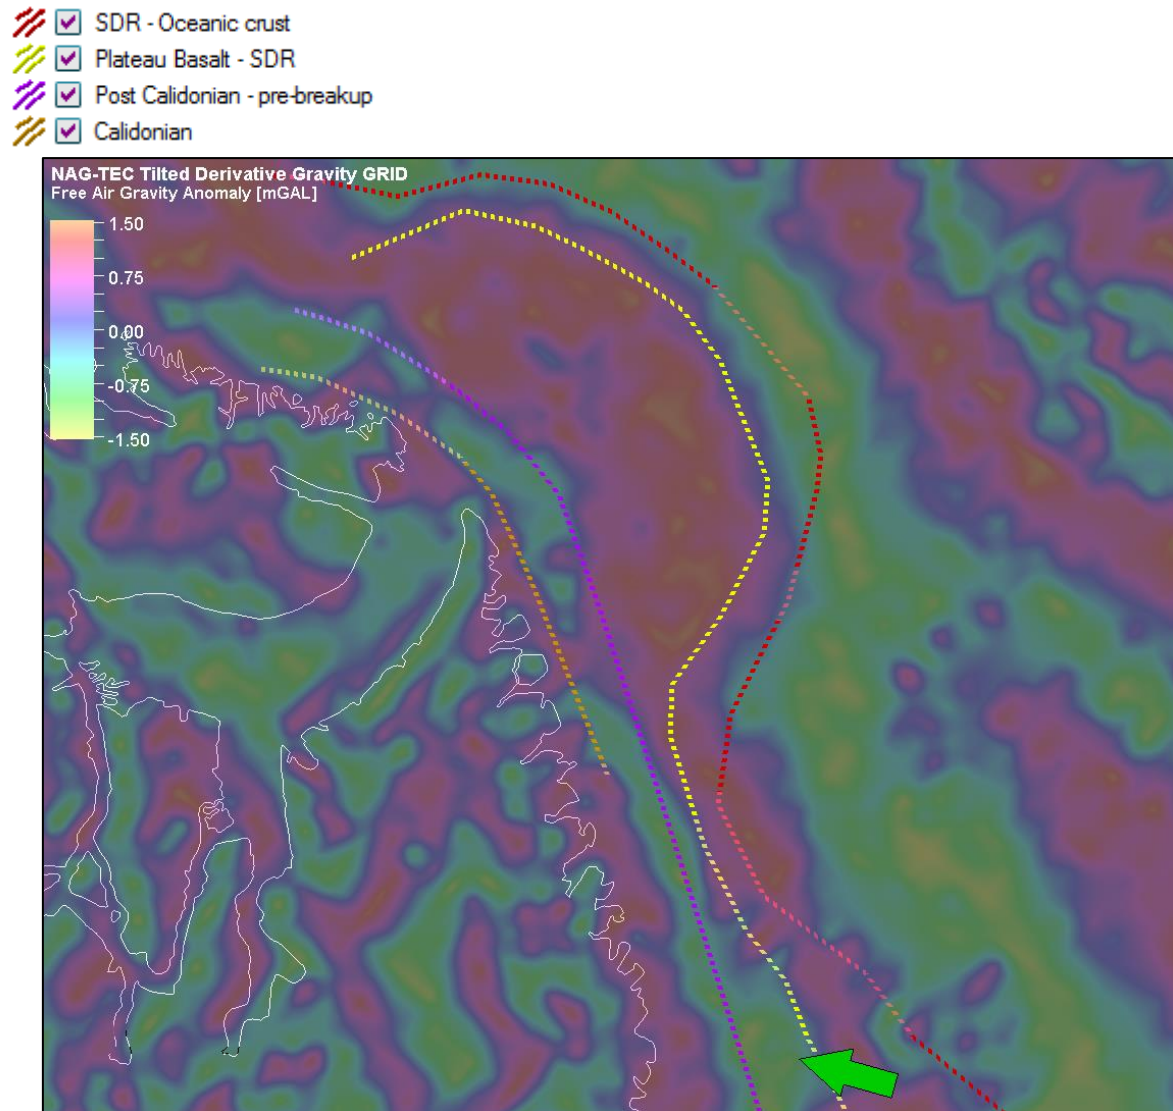 SDR - Oceanic crust
Plateau Basalt - SDR
Post Calidonian - pre-breakup
Calidonian
NAG-TEC Tilted Derivative Gravity GRID
Free Air Gravity Anomaly [mGAL]
1.50
0.75
0.00
-0.75
-1.50